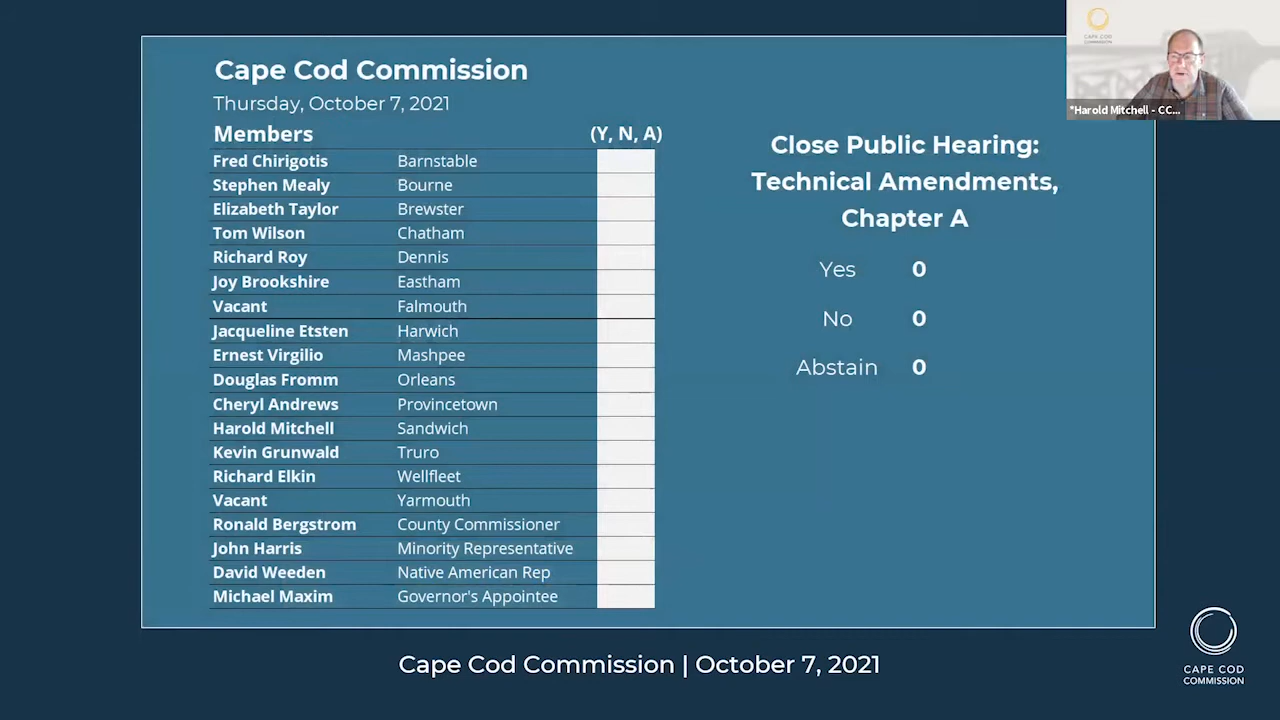 Cape Cod Commission
Thursday, October 7, 2021
Members (Y, N, A)
Fred Chirigotis Barnstable
Stephen Mealy Bourne
Elizabeth Taylor Brewster
Tom Wilson Chatham
Richard Roy Dennis
Joy Brookshire Eastham
Vacant Falmouth
Jacqueline Etsten Harwich
Ernest Virgilio Mashpee
Douglas Fromm Orleans
Cheryl Andrews Provincetown
Harold Mitchell Sandwich
Kevin Grunwald Truro
Richard Elkin Wellfleet
Vacant Yarmouth
Ronald Bergstrom County Commissioner
John Harris Minority Representative
David Weeden Native American Rep
Michael Maxim Governor's Appointee
Close Public Hearing:
Technical Amendments,
Chapter A
Yes 0
No 0
Abstain 0
CAPE COD
COMMISSION
*Harold Mitchell - CC...
Cape Cod Commission | October 7, 2021
CAPE COD
COMMISSION